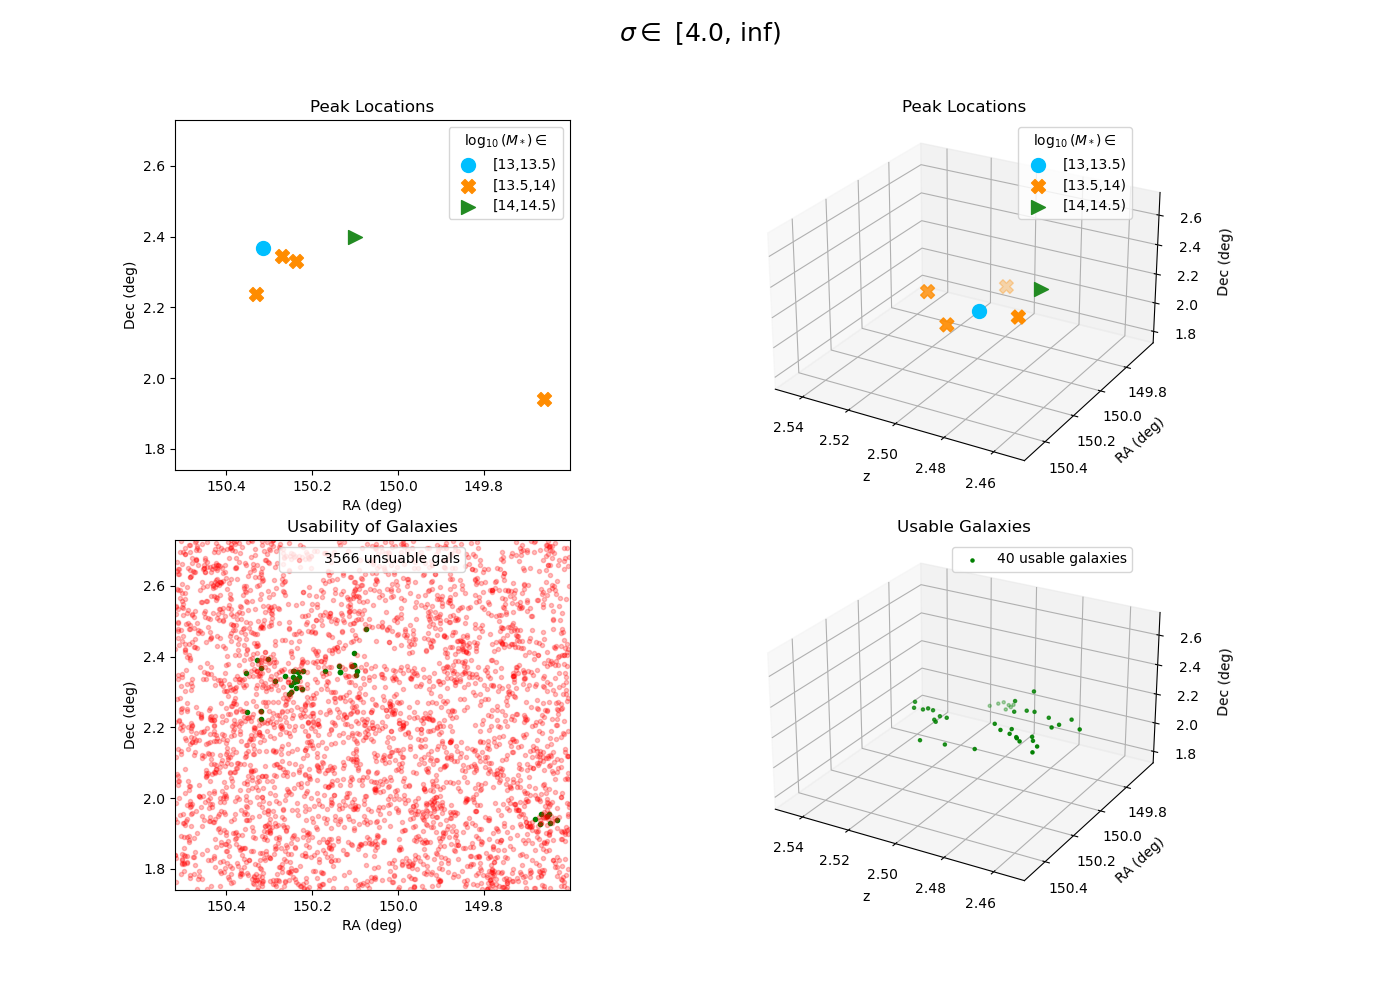 σ ∈ [4.0, inf)
Peak Locations
log₁₀(M*) ∈
[13,13.5)
[13.5,14)
[14,14.5)
2.6
2.4
2.2
2.0
1.8
Dec (deg)
150.4 150.2 150.0 149.8
RA (deg)
Peak Locations
log₁₀(M*) ∈
[13,13.5)
[13.5,14)
[14,14.5)
2.6
2.4
2.2
2.0
1.8
Dec (deg)
149.8
150.0
150.2
150.4
RA (deg)
2.54
2.52
2.50
2.48
2.46
z
Usability of Galaxies
3566 unsuable gals
2.6
2.4
2.2
2.0
1.8
Dec (deg)
150.4 150.2 150.0 149.8
RA (deg)
Usable Galaxies
40 usable galaxies
2.6
2.4
2.2
2.0
1.8
Dec (deg)
149.8
150.0
150.2
150.4
RA (deg)
2.54
2.52
2.50
2.48
2.46
z